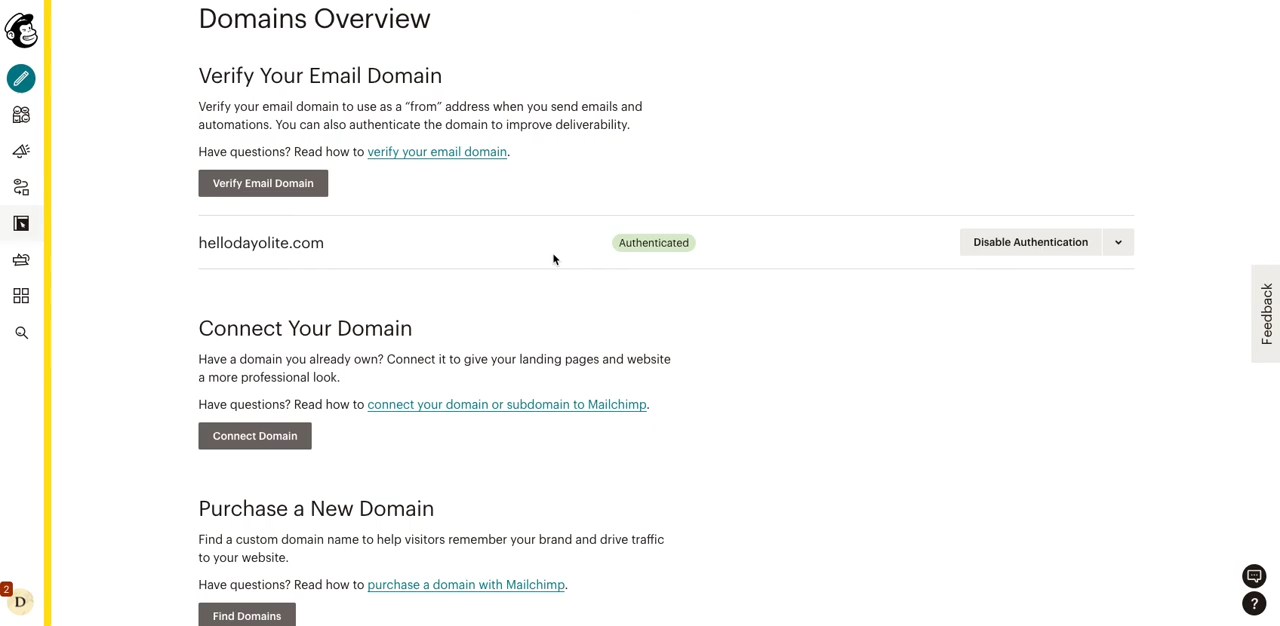 Domains Overview
Verify Your Email Domain
Verify your email domain to use as a “from” address when you send emails and
automations. You can also authenticate the domain to improve deliverability.
Have questions? Read how to verify your email domain.
Verify Email Domain
hellodayolite.com
Authenticated
Disable Authentication
Connect Your Domain
Have a domain you already own? Connect it to give your landing pages and website
a more professional look.
Have questions? Read how to connect your domain or subdomain to Mailchimp.
Connect Domain
Purchase a New Domain
Find a custom domain name to help visitors remember your brand and drive traffic
to your website.
Have questions? Read how to purchase a domain with Mailchimp.
Find Domains
Feedback
2
D
?